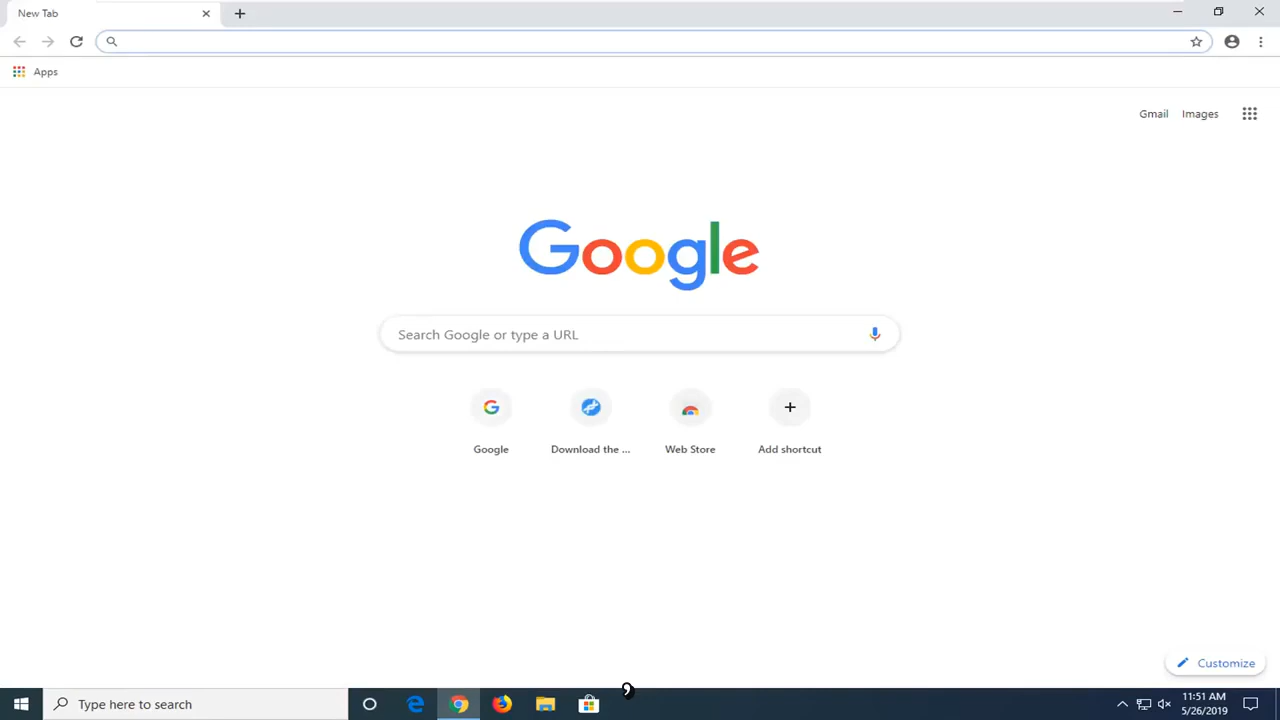 New Tab
Apps
Gmail Images
Google
Search Google or type a URL
Google Download the ... Web Store Add shortcut
Customize
Type here to search
11:51 AM
5/26/2019